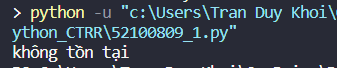 > python -u "c:\Users\Tran Duy Khoi\
ython_CTRR\52100809_1.py"
không tồn tại